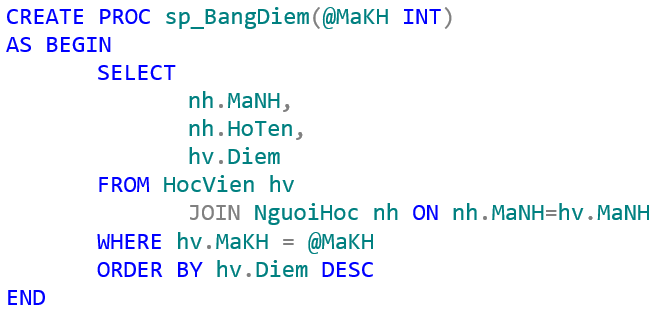 CREATE PROC sp_BangDiem(@MaKH INT)
AS BEGIN
SELECT
nh.MaNH,
nh.HoTen,
hv.Diem
FROM HocVien hv
JOIN NguoiHoc nh ON nh.MaNH=hv.MaNH
WHERE hv.MaKH = @MaKH
ORDER BY hv.Diem DESC
END